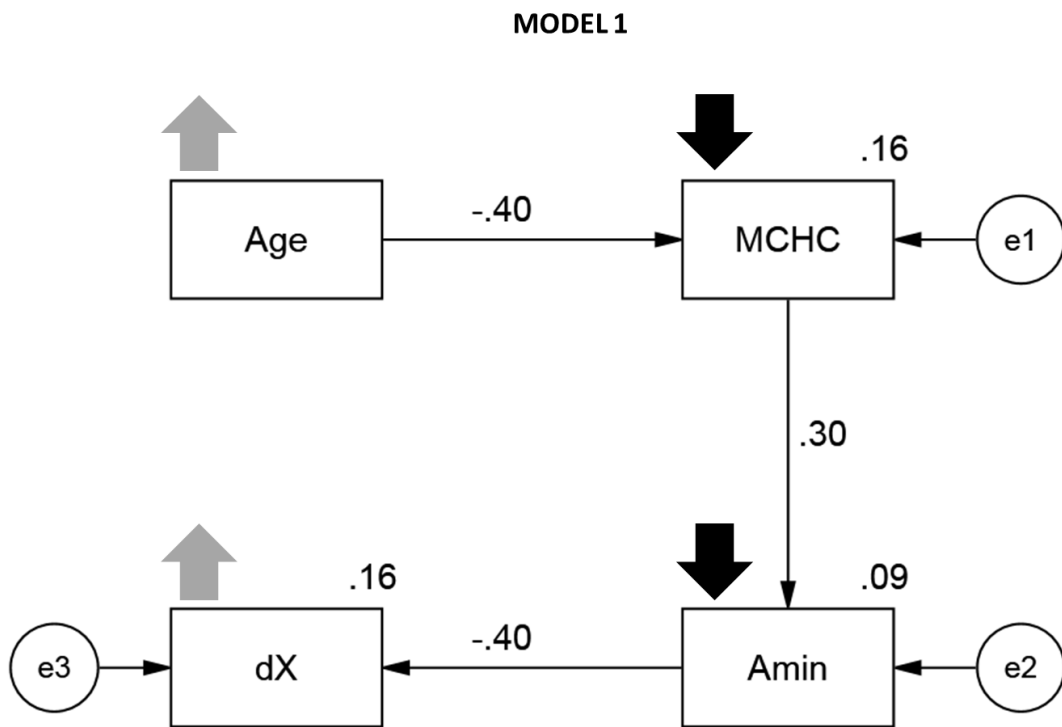 MODEL 1
.16
Age
-.40
MCHC
e1
.30
.16
.09
e3
dX
-.40
Amin
e2